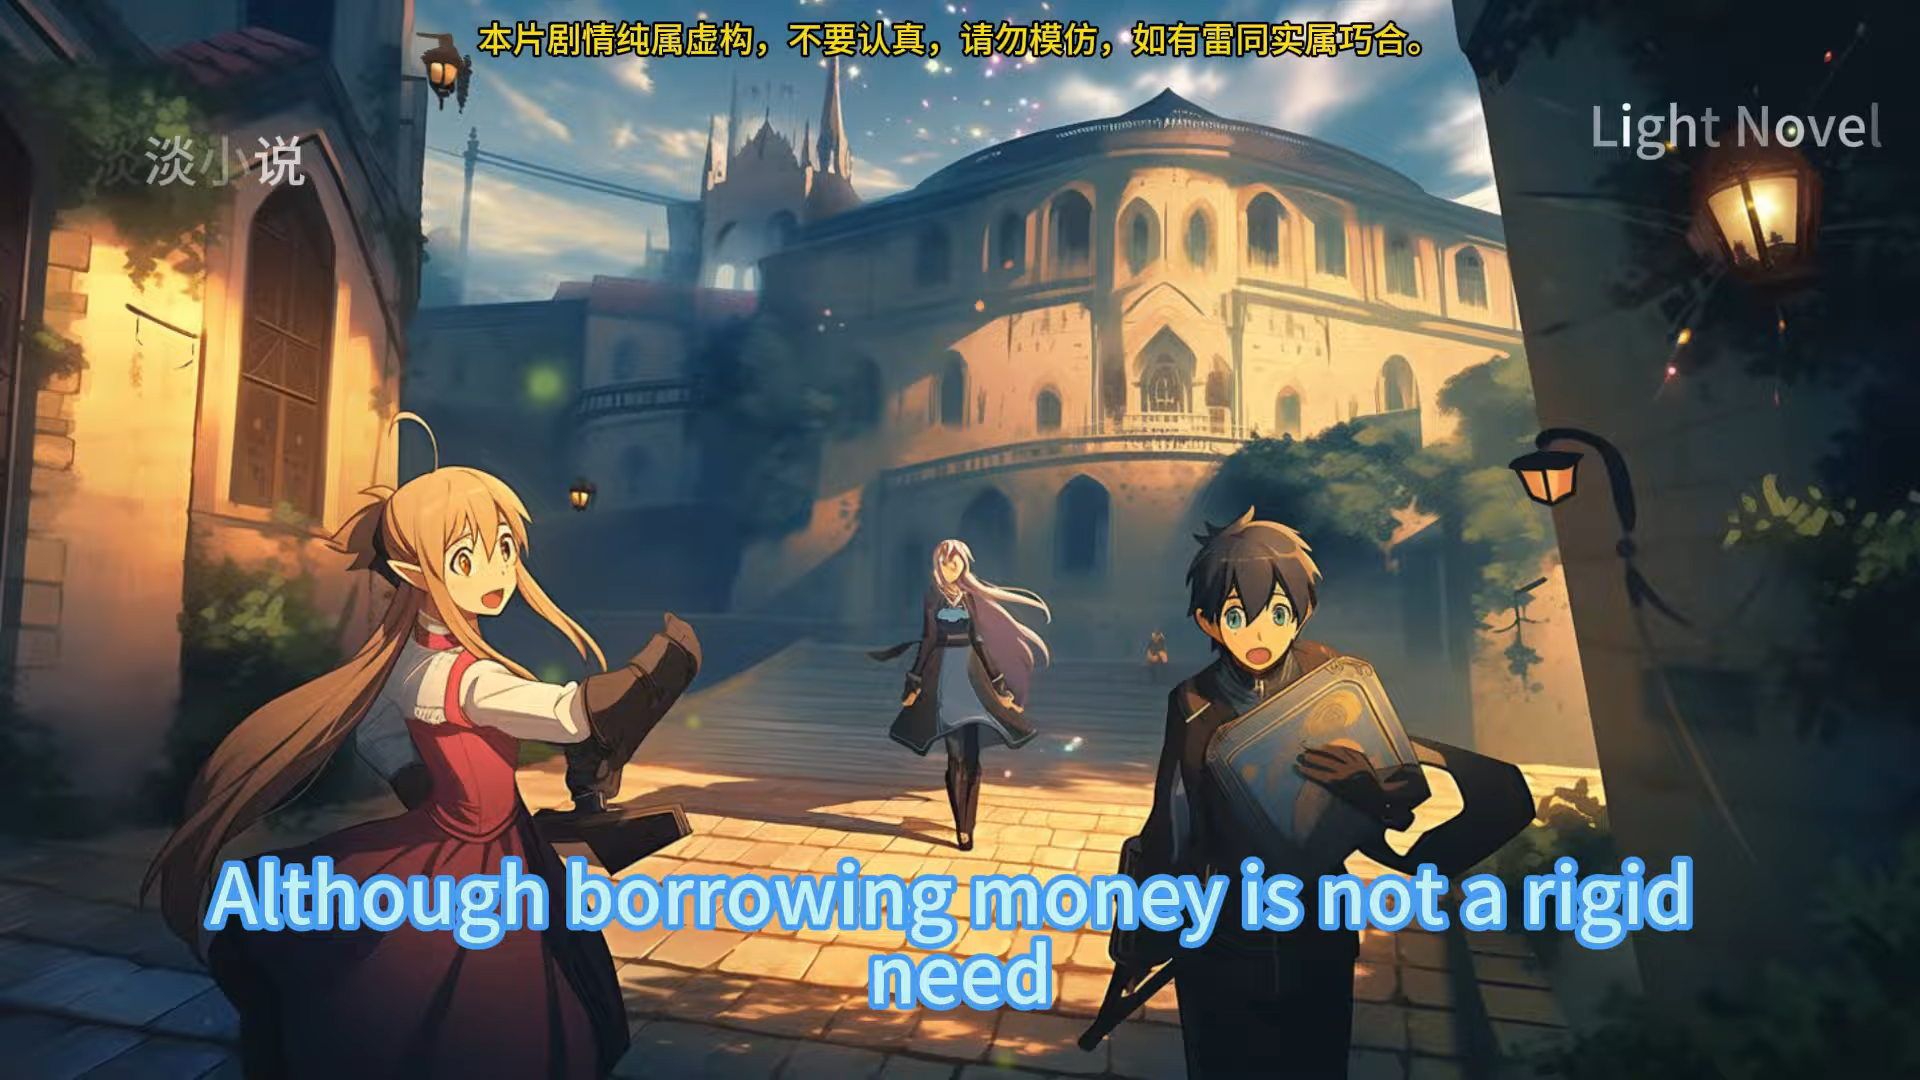 本片剧情纯属虚构，不要认真，请勿模仿，如有雷同实属巧合。
淡淡小说
Light Novel
Although borrowing money is not a rigid
need